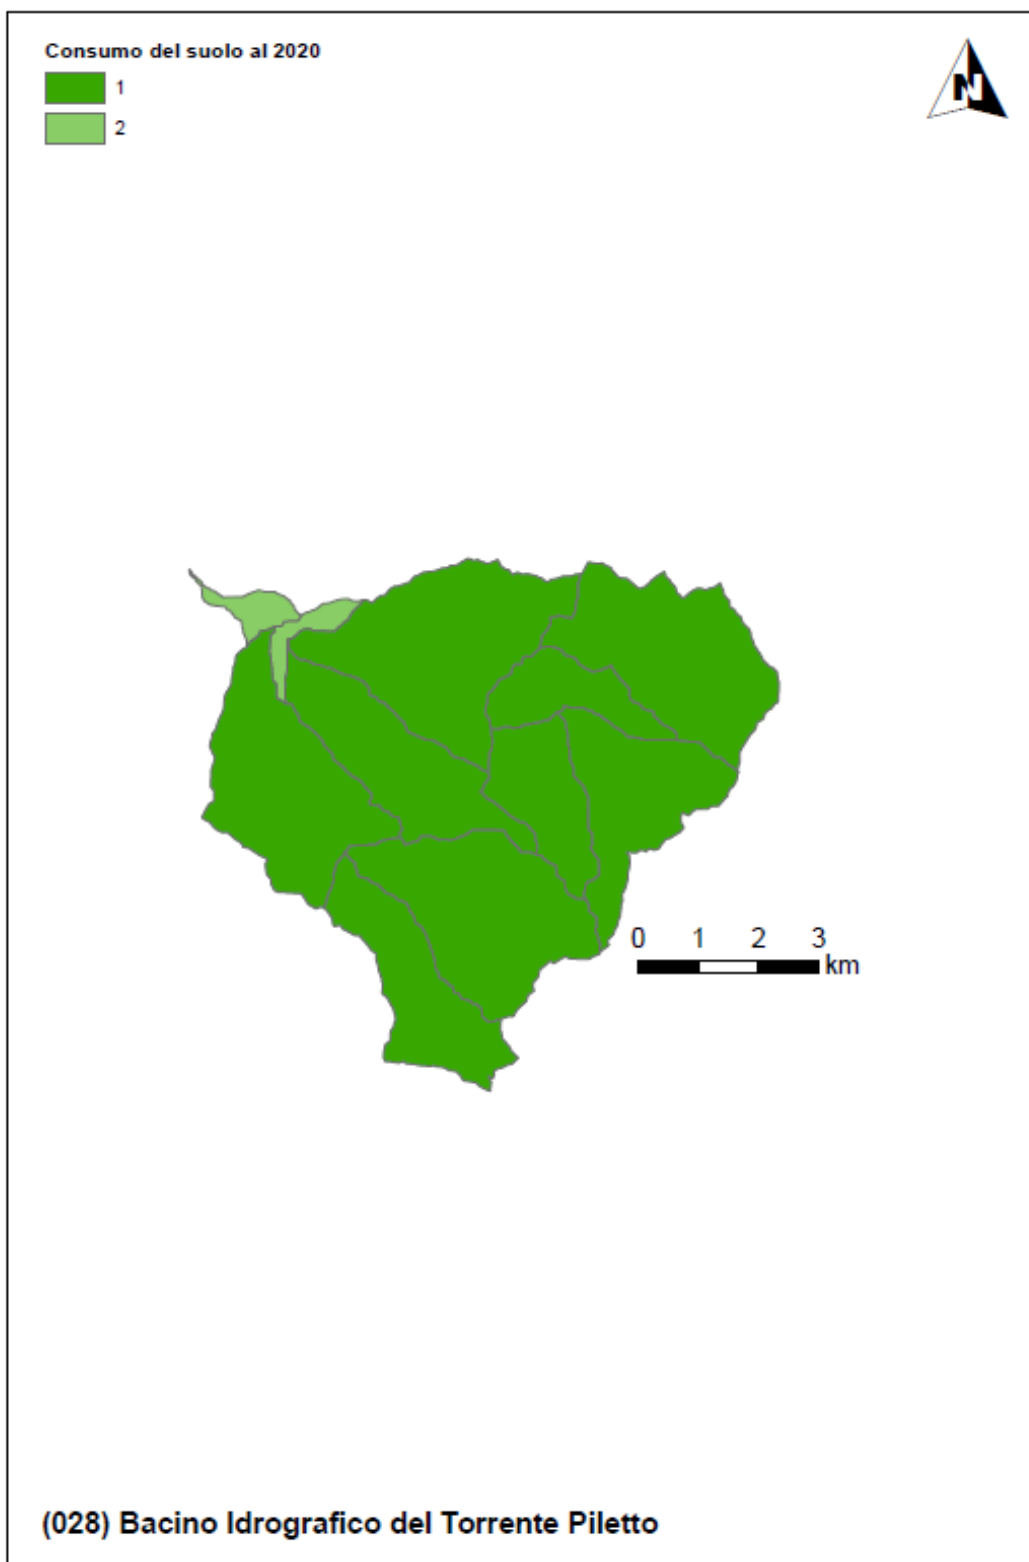 Consumo del suolo al 2020
1
2
N
0 1 2 3
km
(028) Bacino Idrografico del Torrente Piletto